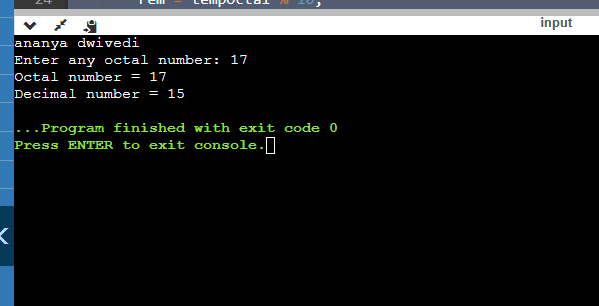 24 rem = tempOctal % 10;
input
ananya dwivedi
Enter any octal number: 17
Octal number = 17
Decimal number = 15
...Program finished with exit code 0
Press ENTER to exit console.